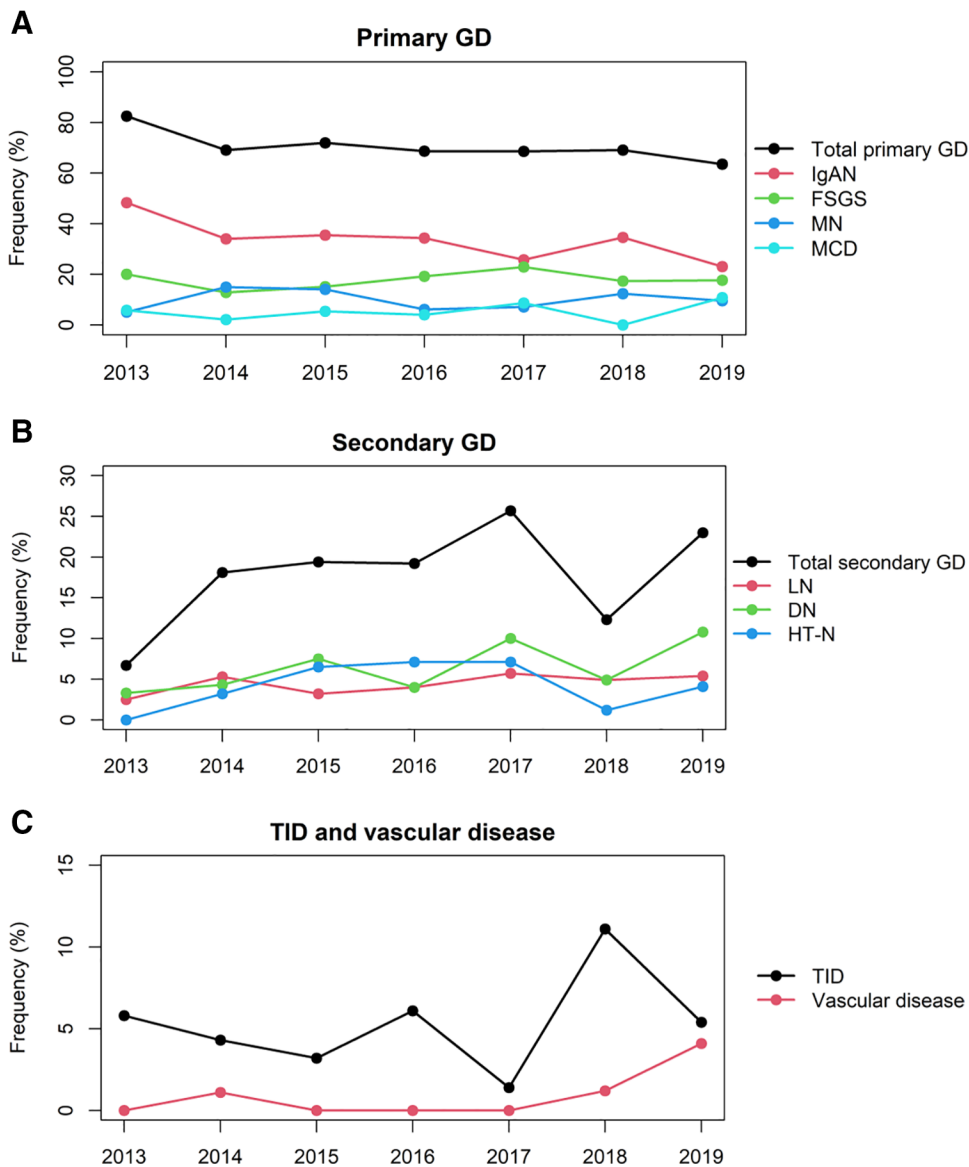 A
Primary GD
Frequency (%)
100
80
60
40
20
0
2013 2014 2015 2016 2017 2018 2019
Total primary GD
IgAN
FSGS
MN
MCD
B
Secondary GD
Frequency (%)
30
25
20
15
10
5
0
2013 2014 2015 2016 2017 2018 2019
Total secondary GD
LN
DN
HT-N
C
TID and vascular disease
Frequency (%)
15
10
5
0
2013 2014 2015 2016 2017 2018 2019
TID
Vascular disease